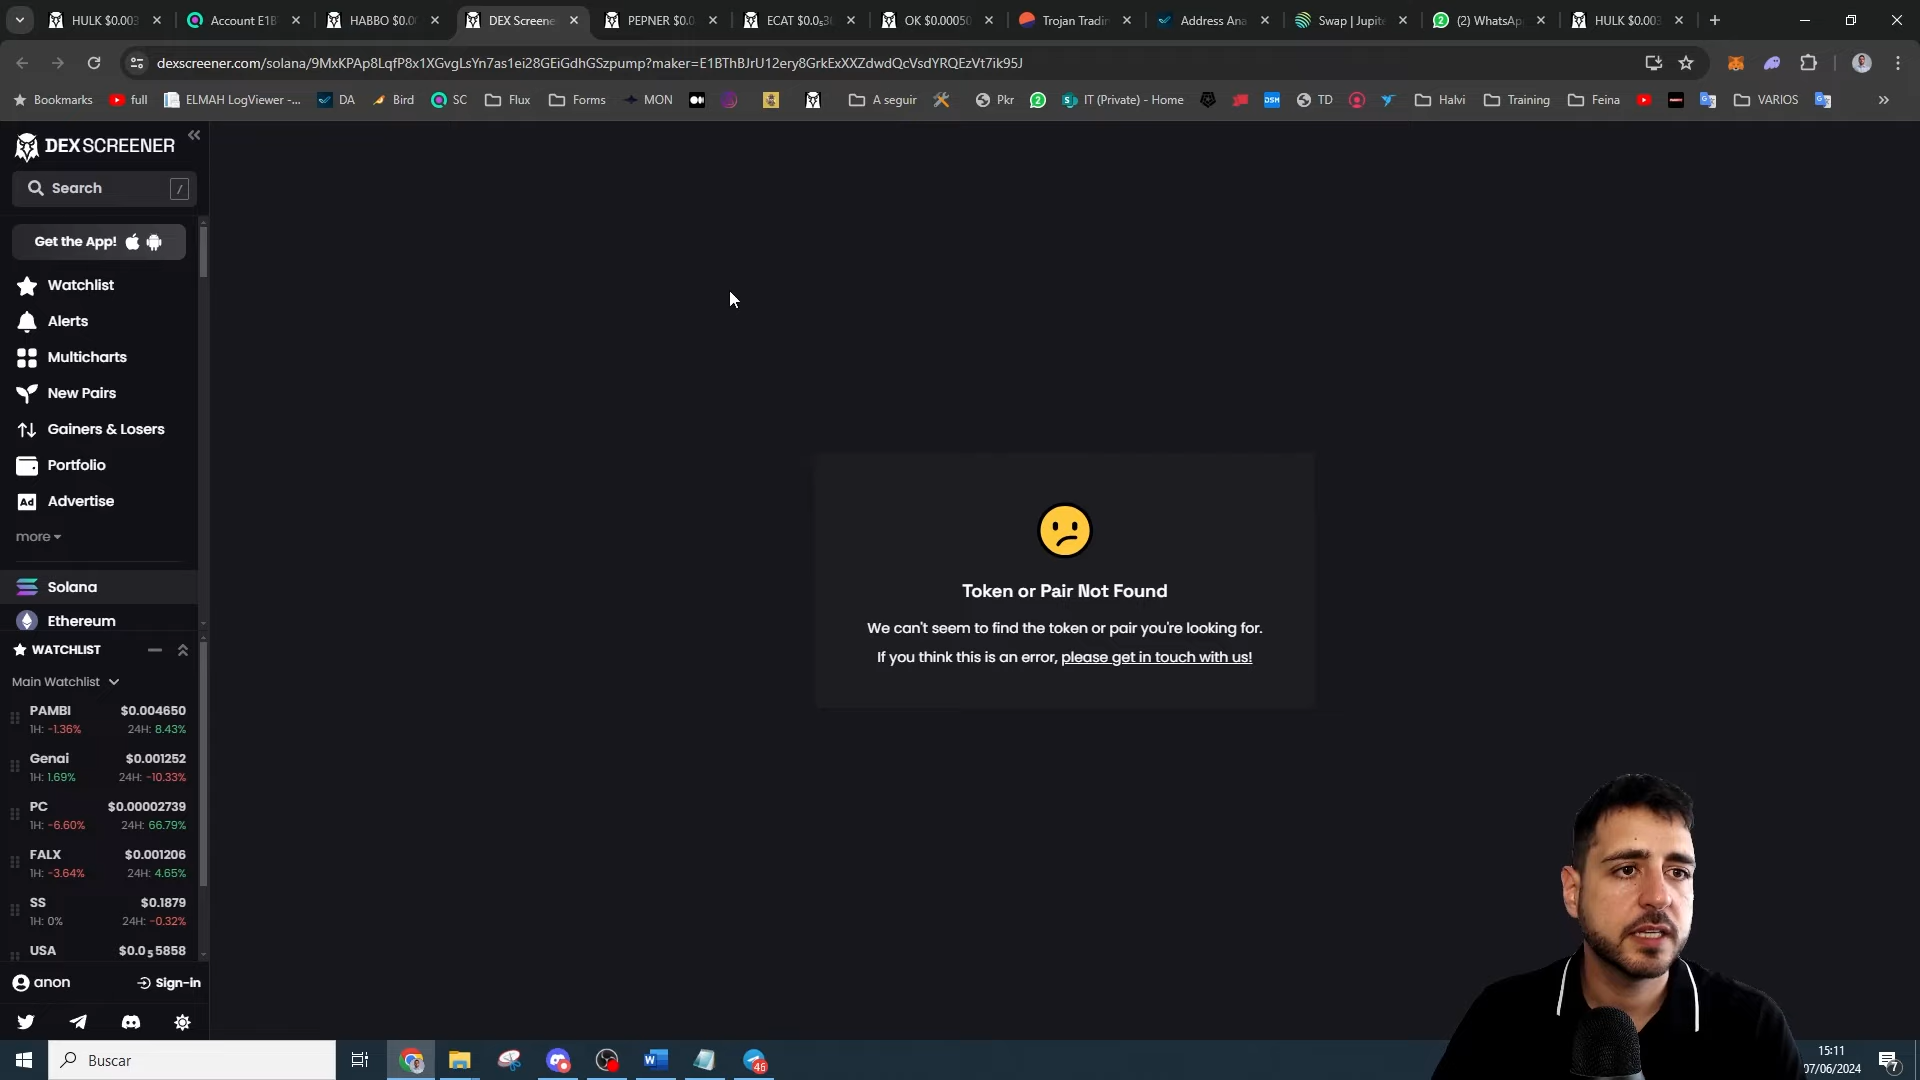 HULK $0.003
Account E1B
HABBO $0.0
DEX Screene
PEPNER $0.0
ECAT $0.0₅3
OK $0.00050
Trojan Tradin
Address Ana
Swap | Jupite
(2) WhatsAp
HULK $0.003
dexscreener.com/solana/9MxKPAp8LqfP8x1XGvgLsYn7as1ei28GEiGdhGSzpump?maker=E1BThBJrU12ery8GrkExXXZdwdQcVsdYRQEzVt7ik95J
Bookmarks
full
ELMAH LogViewer -...
DA
Bird
SC
Flux
Forms
MON
A seguir
Pkr
IT (Private) - Home
DSM
TD
Halvi
Training
Feina
VARIOS
DEX SCREENER
Search
/
Get the App!
Watchlist
Alerts
Multicharts
New Pairs
Gainers & Losers
Portfolio
Ad
Advertise
more
Solana
Ethereum
WATCHLIST
Main Watchlist
PAMBI $0.004650
1H: -1.36% 24H: 8.43%
Genai $0.001252
1H: 1.69% 24H: -10.33%
PC $0.00002739
1H: -6.60% 24H: 66.79%
FALX $0.001206
1H: -3.64% 24H: 4.65%
SS $0.1879
1H: 0% 24H: -0.32%
USA $0.0₅5858
anon
Sign-in
Token or Pair Not Found
We can't seem to find the token or pair you're looking for.
If you think this is an error, please get in touch with us!
Buscar
46
15:11
07/06/2024
7